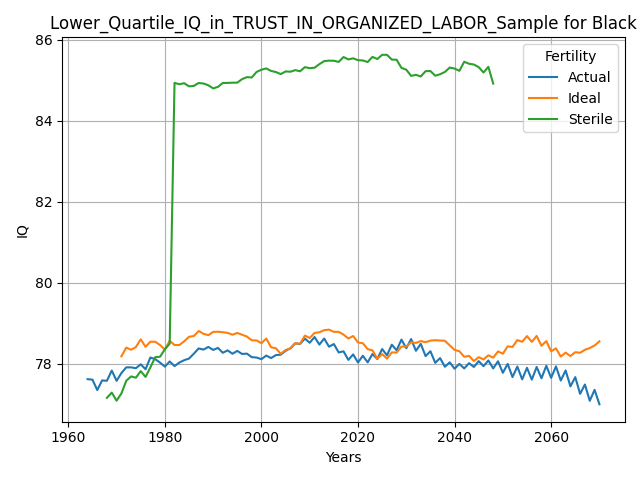 Lower_Quartile_IQ_in_TRUST_IN_ORGANIZED_LABOR_Sample for Black
Fertility
Actual
Ideal
Sterile
IQ
86
84
82
80
78
1960
1980
2000
2020
2040
2060
Years